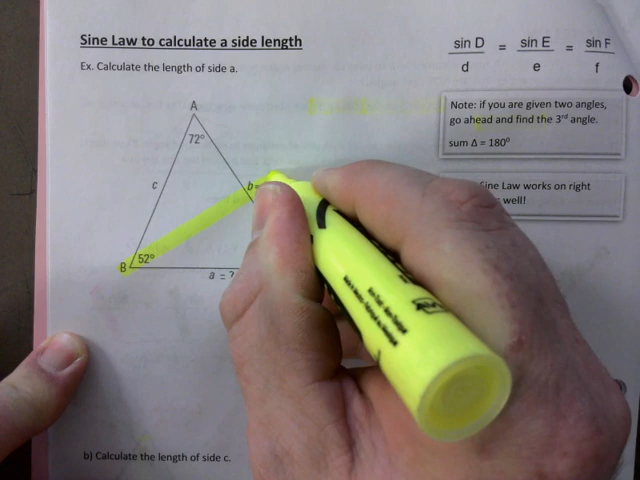 Sine Law to calculate a side length
Ex. Calculate the length of side a.
sin D = sin E = sin F
d e f
Note: if you are given two angles,
go ahead and find the 3rd angle.
sum Δ = 180⁰
Sine Law works on right
well!
A
72°
c
b=
B 52°
a = ?
b) Calculate the length of side c.